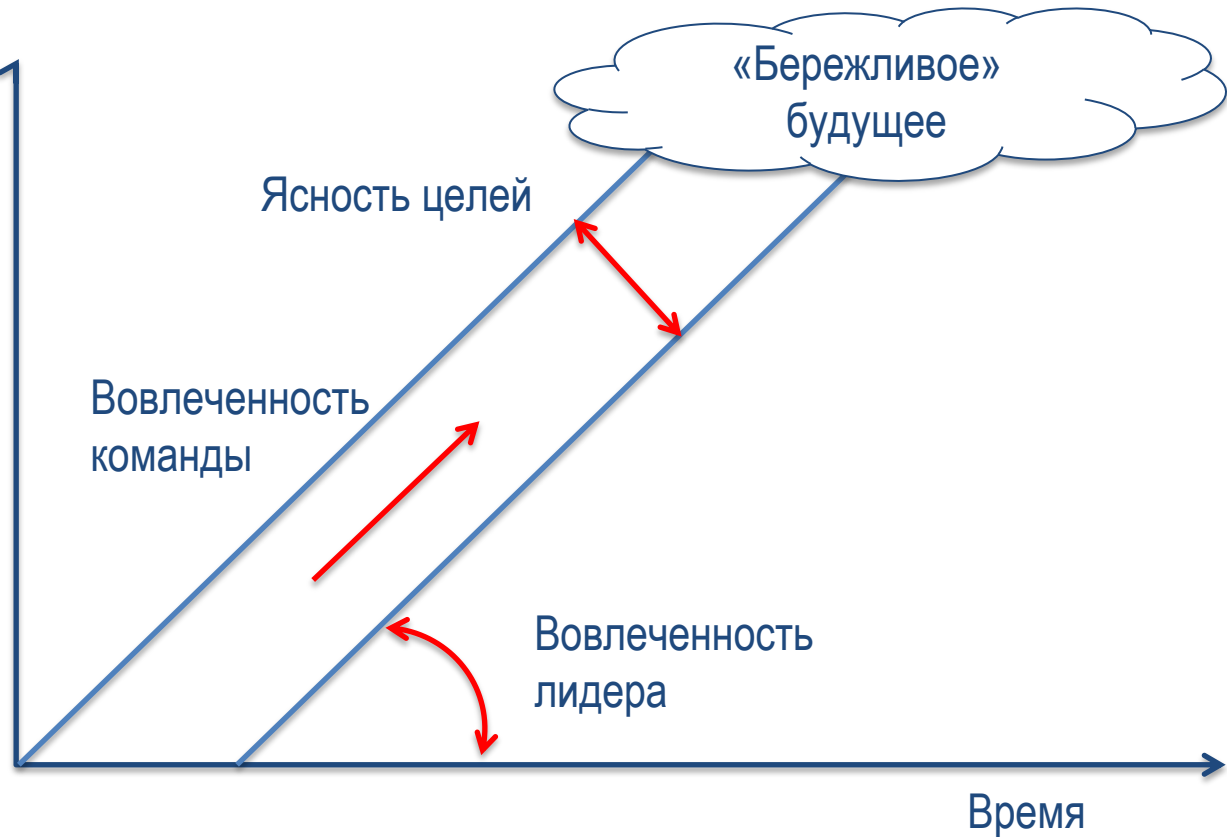 «Бережливое»
будущее
Ясность целей
Вовлеченность
команды
Вовлеченность
лидера
Время